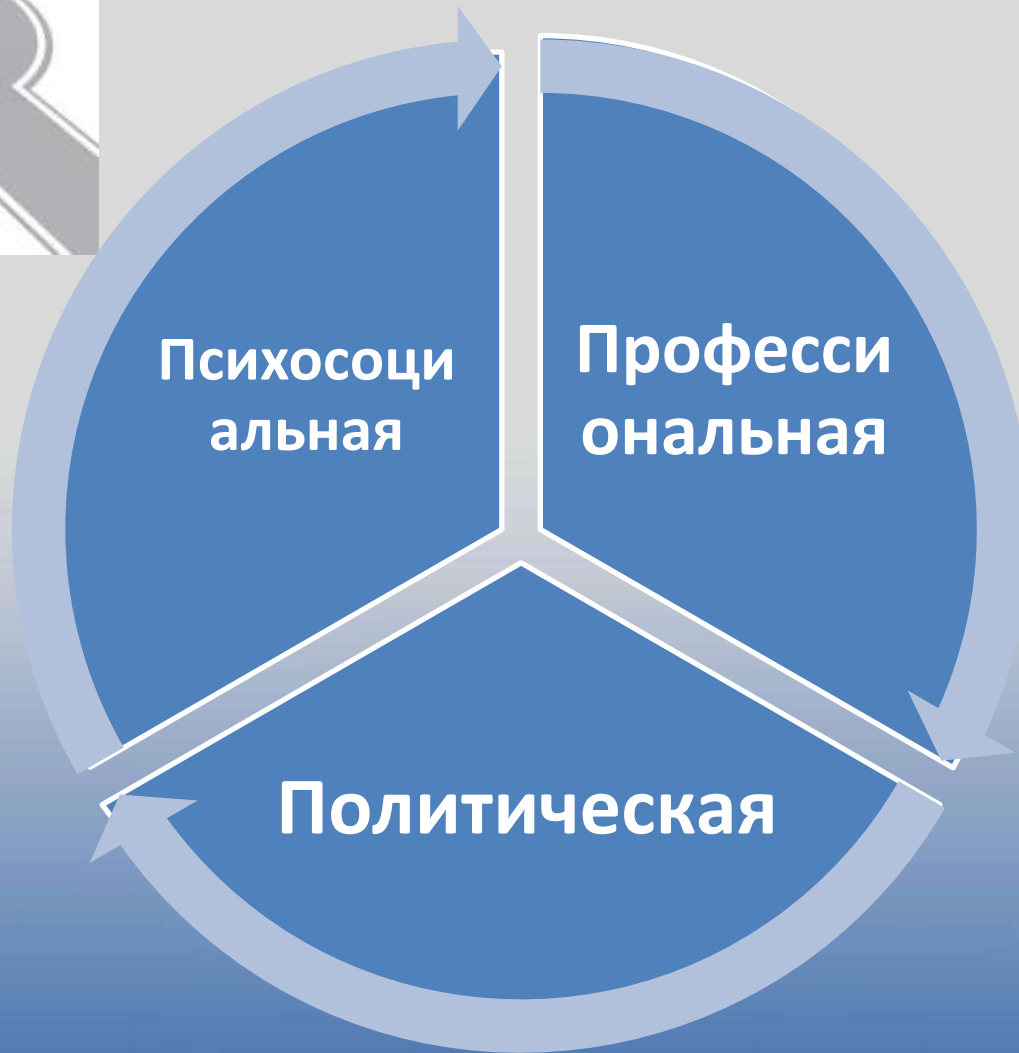 Психосоци
альная
Професси
ональная
Политическая